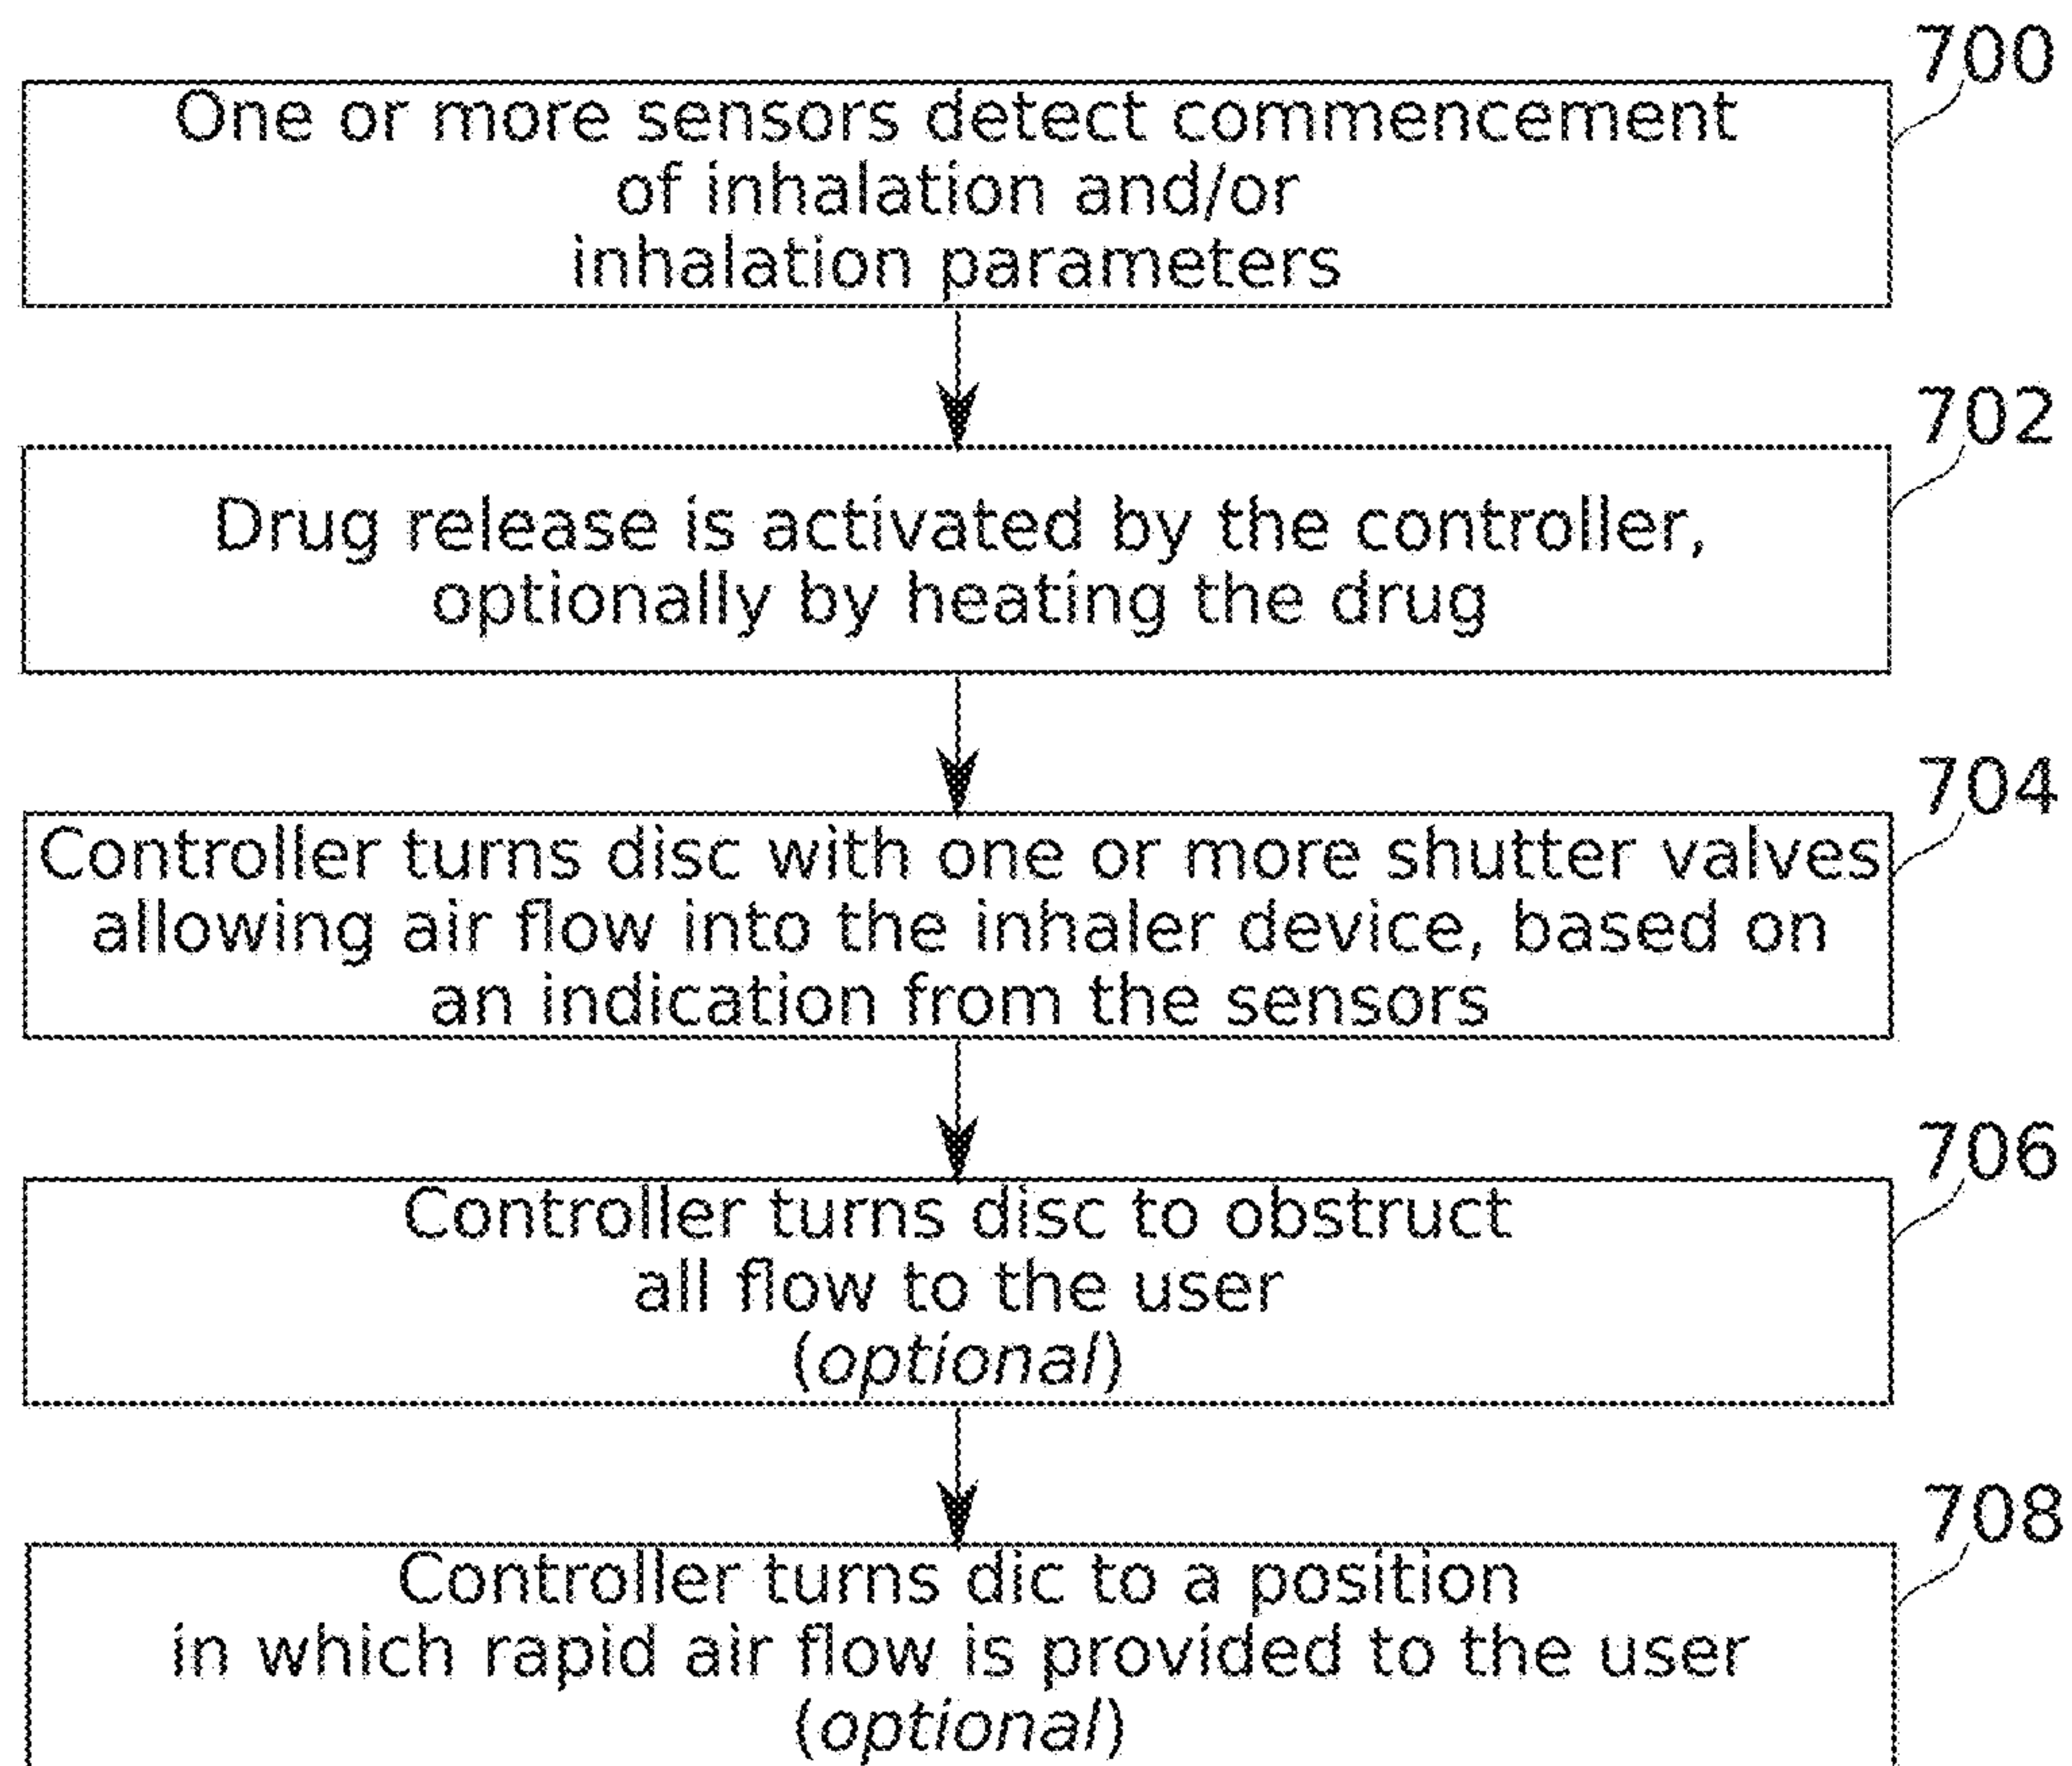 700
One or more sensors detect commencement
of inhalation and/or
inhalation parameters
702
Drug release is activated by the controller,
optionally by heating the drug
704
Controller turns disc with one or more shutter valves
allowing air flow into the inhaler device, based on
an indication from the sensors
706
Controller turns disc to obstruct
all flow to the user
(optional)
708
Controller turns dic to a position
in which rapid air flow is provided to the user
(optional)